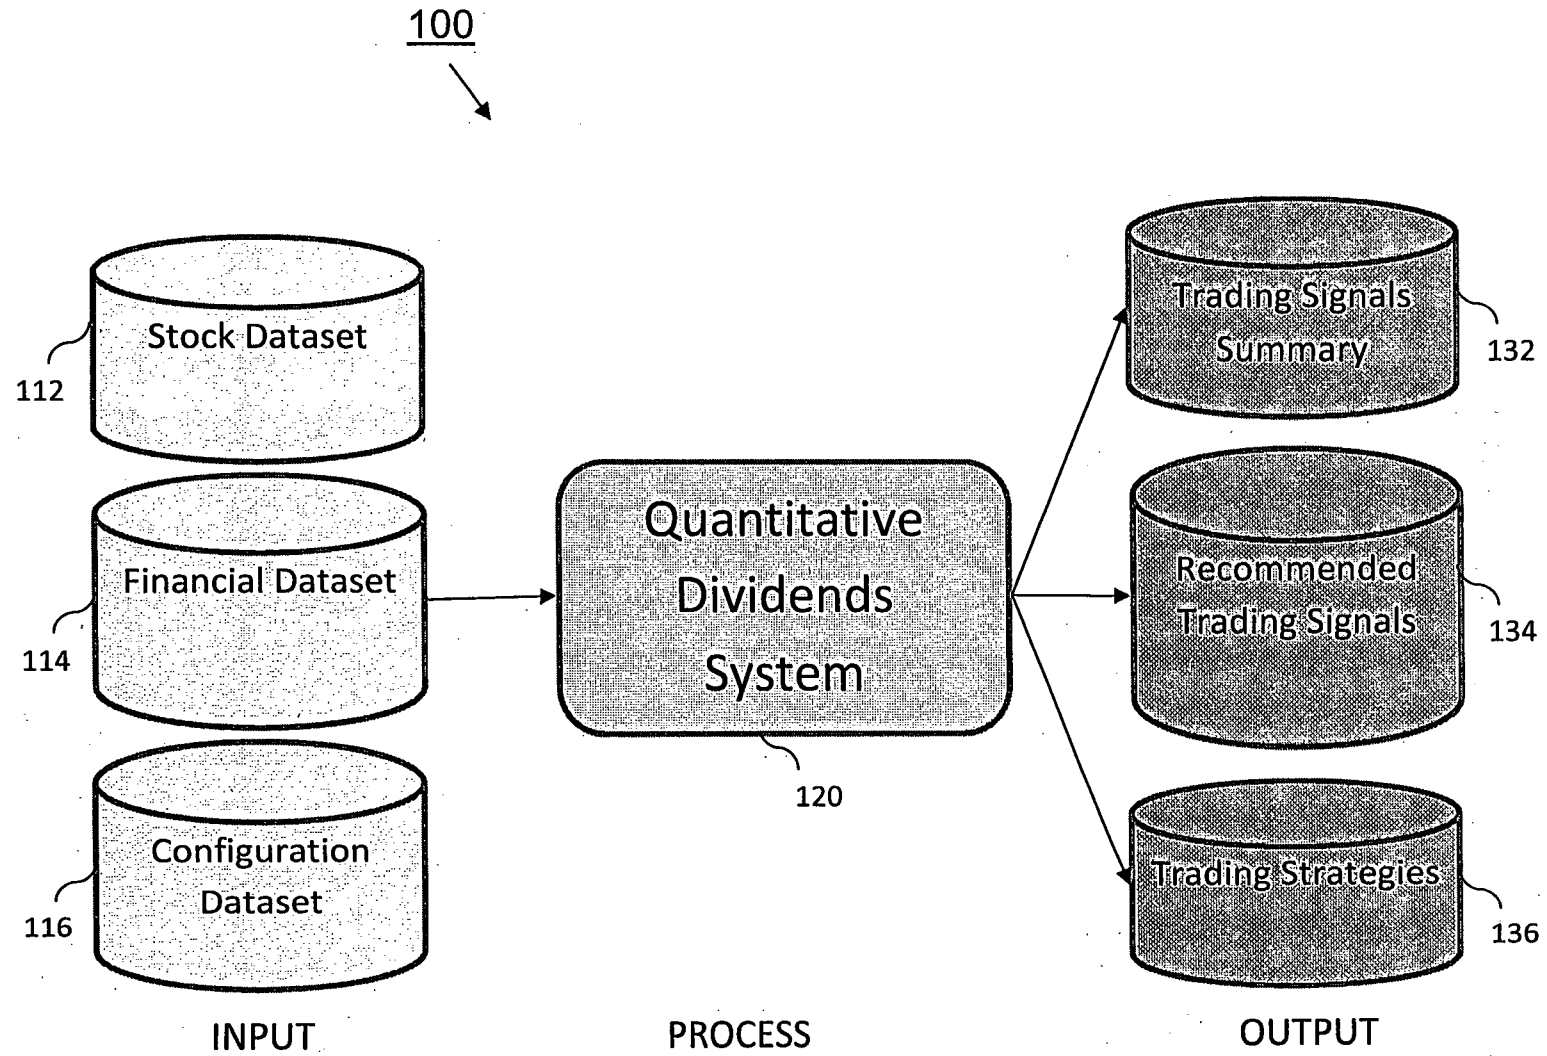 100
Stock Dataset
112
Financial Dataset
114
Configuration
Dataset
116
INPUT
Quantitative
Dividends
System
120
PROCESS
Trading Signals
Summary
132
Recommended
Trading Signals
134
Trading Strategies
136
OUTPUT